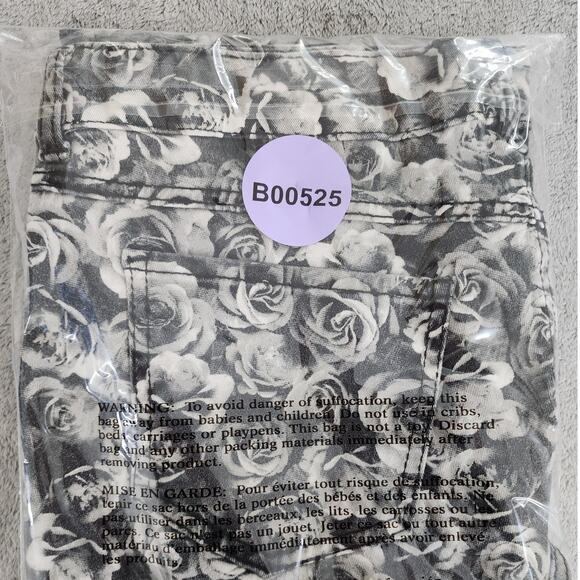 B00525
WARNING: To avoid danger of suffocation, keep this
bag away from babies and children. Do not use in cribs,
beds, carriages or playpens. This bag is not a toy. Discard
bag and any other packing materials immediately after
removing product.
MISE EN GARDE: Pour éviter tout risque de suffocation,
tenir ce sac hors de la portée des bébés et des enfants. Ne
pas utiliser dans les berceaux, les lits, les carrosses ou les
parcs. Ce sac n'est pas un jouet. Jeter ce sac ou tout autre
matériau d'emballage immédiatement après avoir enlevé
les produits.